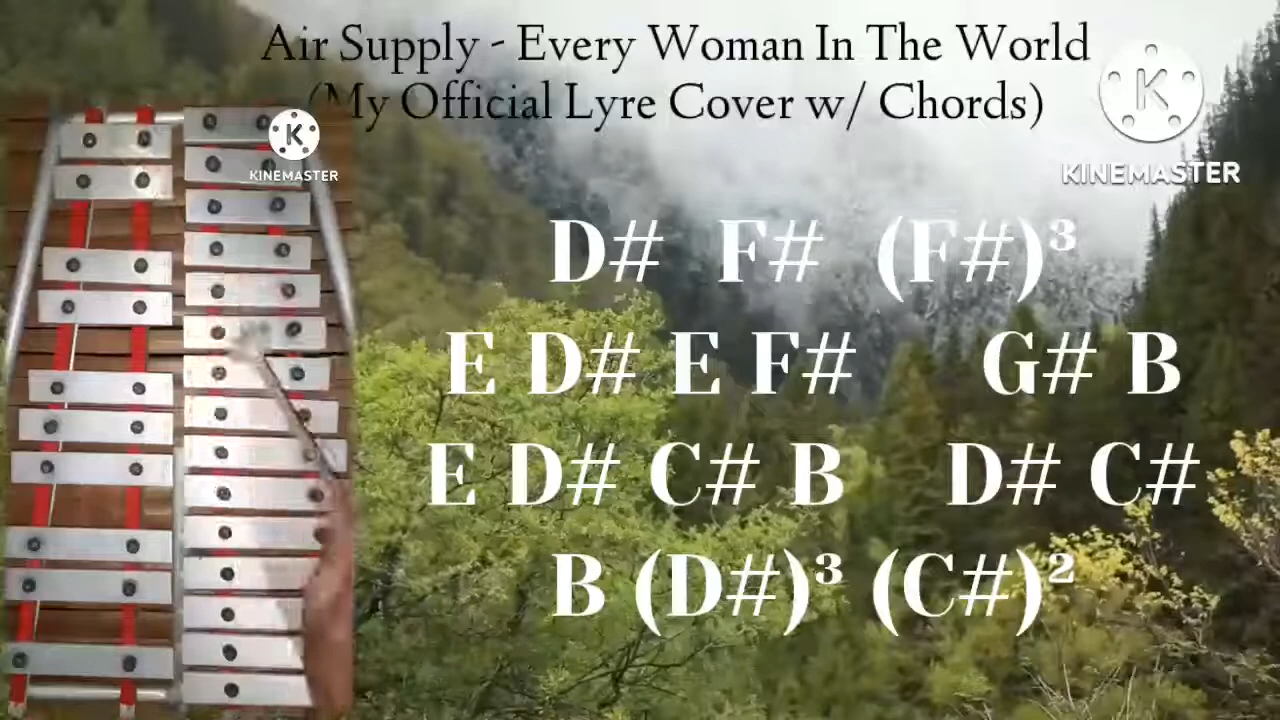 Air Supply - Every Woman In The World
(My Official Lyre Cover w/ Chords)
KINEMASTER
KINEMASTER
D# F# (F#)³
E D# E F# G# B
E D# C# B D# C#
B (D#)³ (C#)²